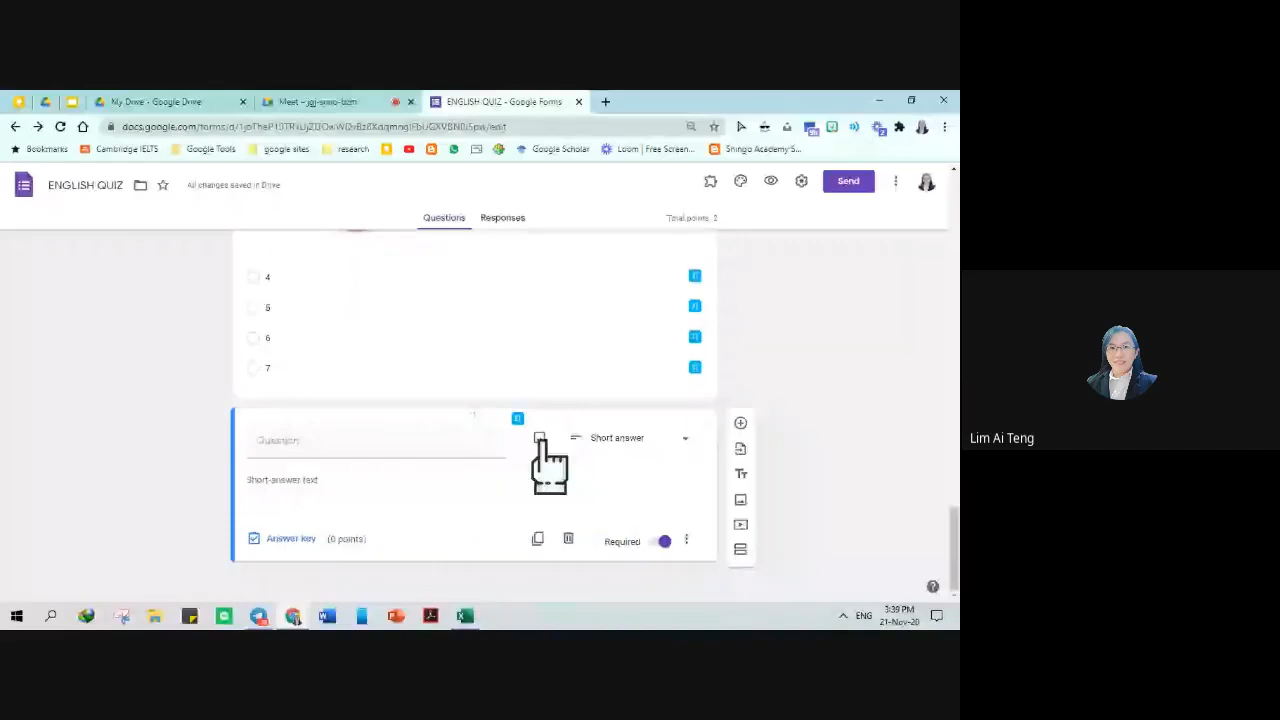 My Drive - Google Drive
ENGLISH QUIZ - Google Forms
Bookmarks
Cambridge IELTS
Google Tools
google sites
research
Google Scholar
Loom | Free Screen...
Shingo Academy-S...
ENGLISH QUIZ
All changes saved in Drive
Send
Questions
Responses
Total points: 2
4
5
6
7
Question
Short answer
Tт
Short-answer text
Answer key
(0 points)
Required
Lim Ai Teng
ENG
3:39 PM
21-Nov-20